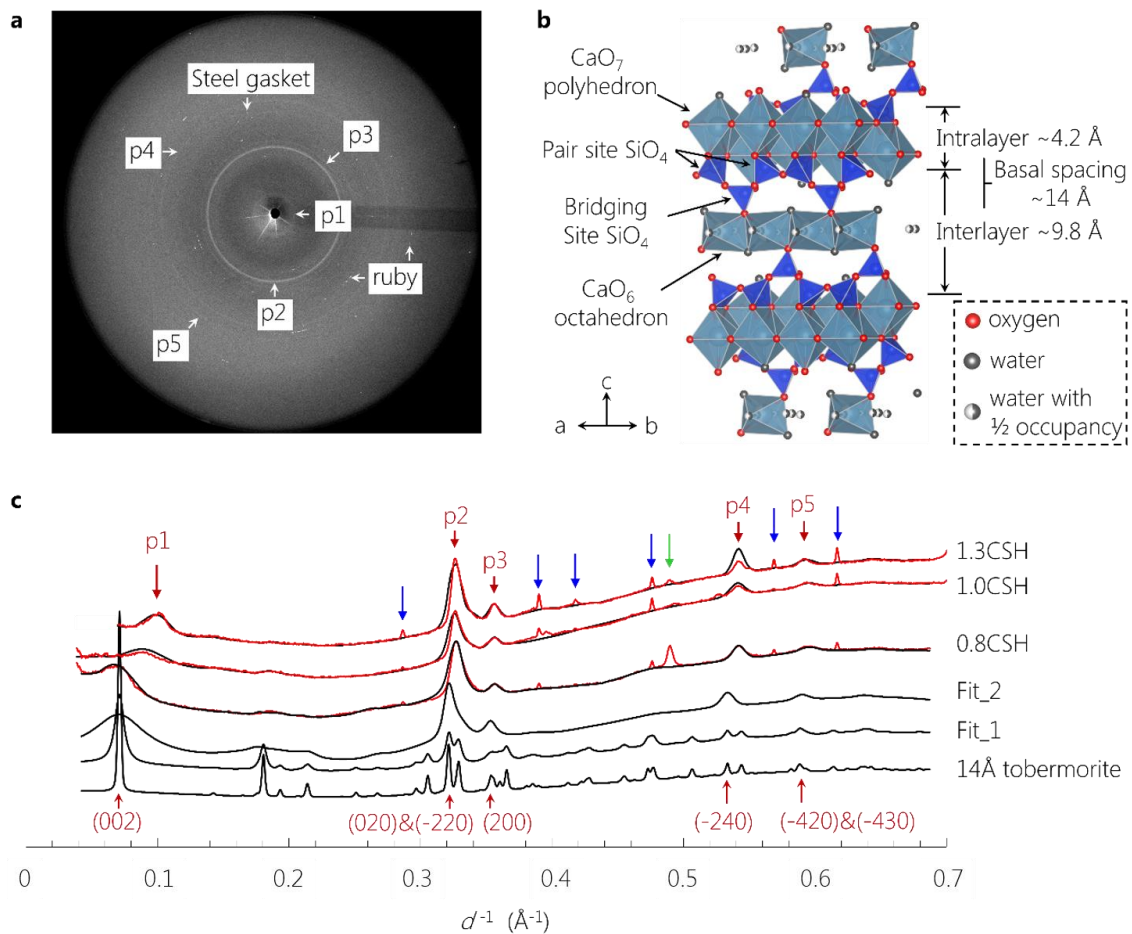 a
Steel gasket
p4
p3
p1
ruby
p2
p5
b
CaO7
polyhedron
Pair site SiO4
Bridging
Site SiO4
CaO6
octahedron
Intralayer ~4.2 Å
Basal spacing
~14 Å
Interlayer ~9.8 Å
oxygen
water
water with
½ occupancy
c
a
b
c
p1
p2
p3
p4
p5
1.3CSH
1.0CSH
0.8CSH
Fit_2
Fit_1
14Å tobermorite
(002)
(020)&(-220)
(200)
(-240)
(-420)&(-430)
0
0.1
0.2
0.3
0.4
0.5
0.6
0.7
d⁻¹ (Å⁻¹)